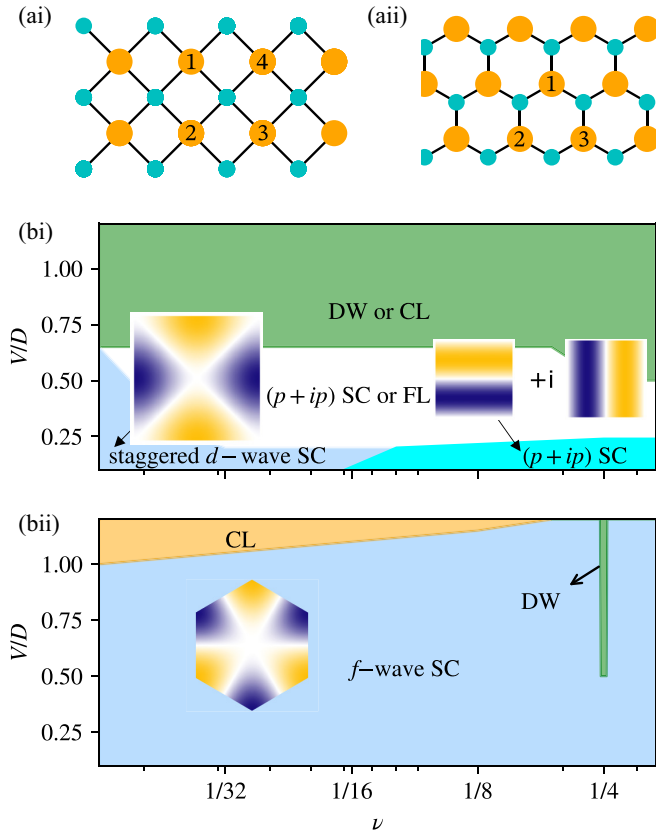 (ai)
1 4
2 3
(aii)
1
2 3
(bi)
V/D
1.00
0.75
0.50
0.25
DW or CL
(p + ip) SC or FL
+i
staggered d−wave SC
(p + ip) SC
(bii)
V/D
1.00
0.75
0.50
0.25
CL
DW
f−wave SC
1/32 1/16 1/8 1/4
ν